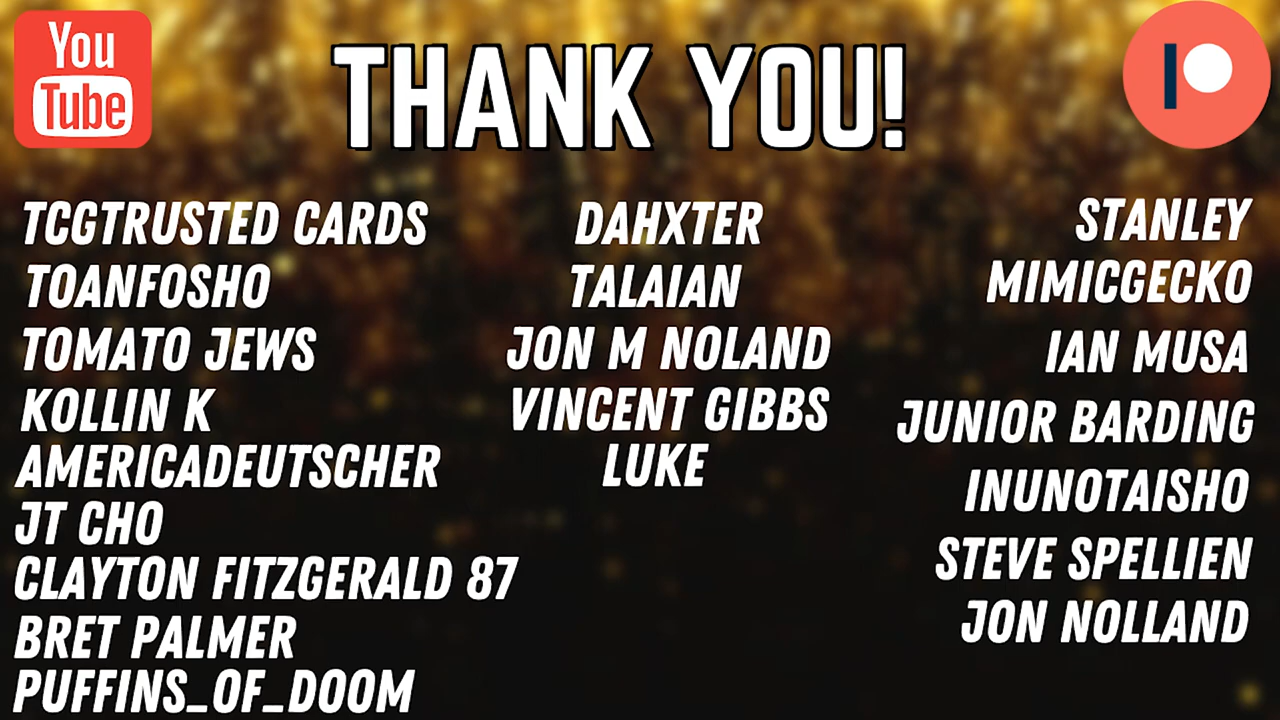 You
Tube
THANK YOU!
TCGTRUSTED CARDS
TOANFOSHO
TOMATO JEWS
KOLLIN K
AMERICADEUTSCHER
JT CHO
CLAYTON FITZGERALD 87
BRET PALMER
PUFFINS_OF_DOOM
DAHXTER
TALAIAN
JON M NOLAND
VINCENT GIBBS
LUKE
STANLEY
MIMICGECKO
IAN MUSA
JUNIOR BARDING
INUNOTAISHO
STEVE SPELLIEN
JON NOLLAND